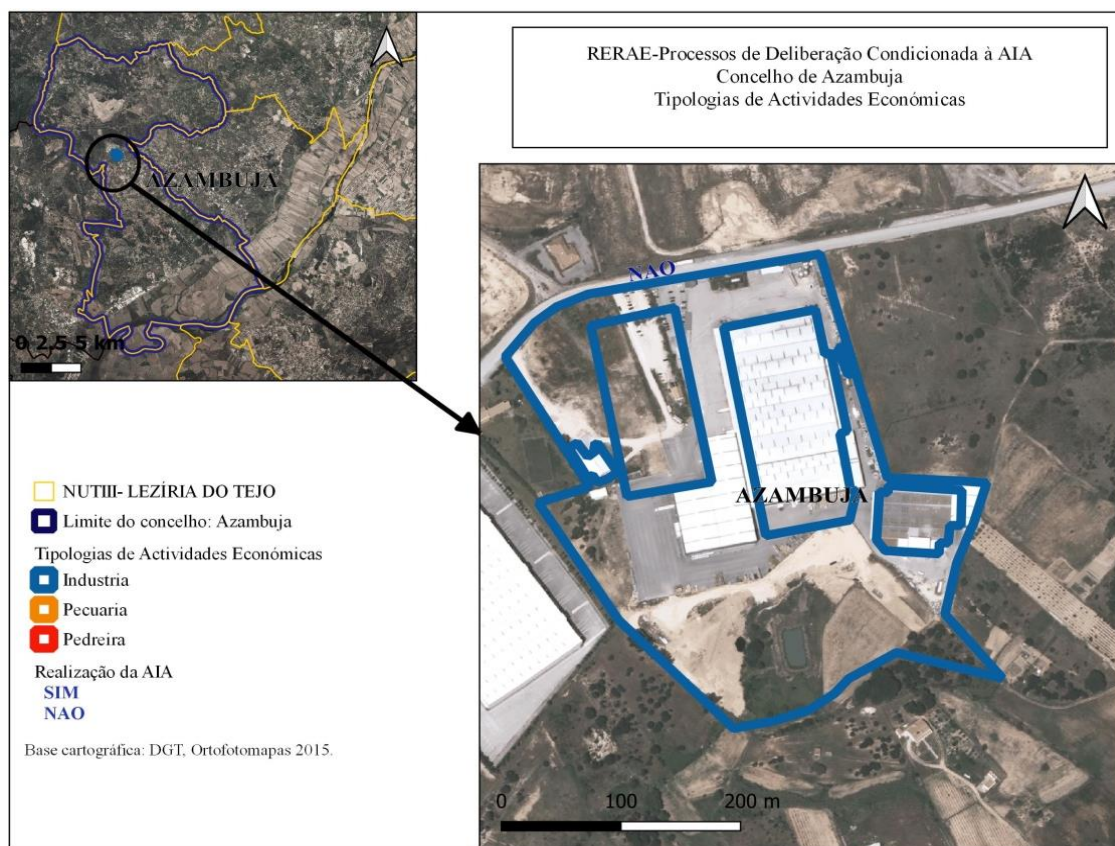 RERAE-Processos de Deliberação Condicionada à AIA
Concelho de Azambuja
Tipologias de Actividades Económicas
AZAMBUJA
0 2,5 5 km
NAO
AZAMBUJA
0 100 200 m
NUTIII- LEZÍRIA DO TEJO
Limite do concelho: Azambuja
Tipologias de Actividades Económicas
Industria
Pecuaria
Pedreira
Realização da AIA
SIM
NAO
Base cartográfica: DGT, Ortofotomapas 2015.